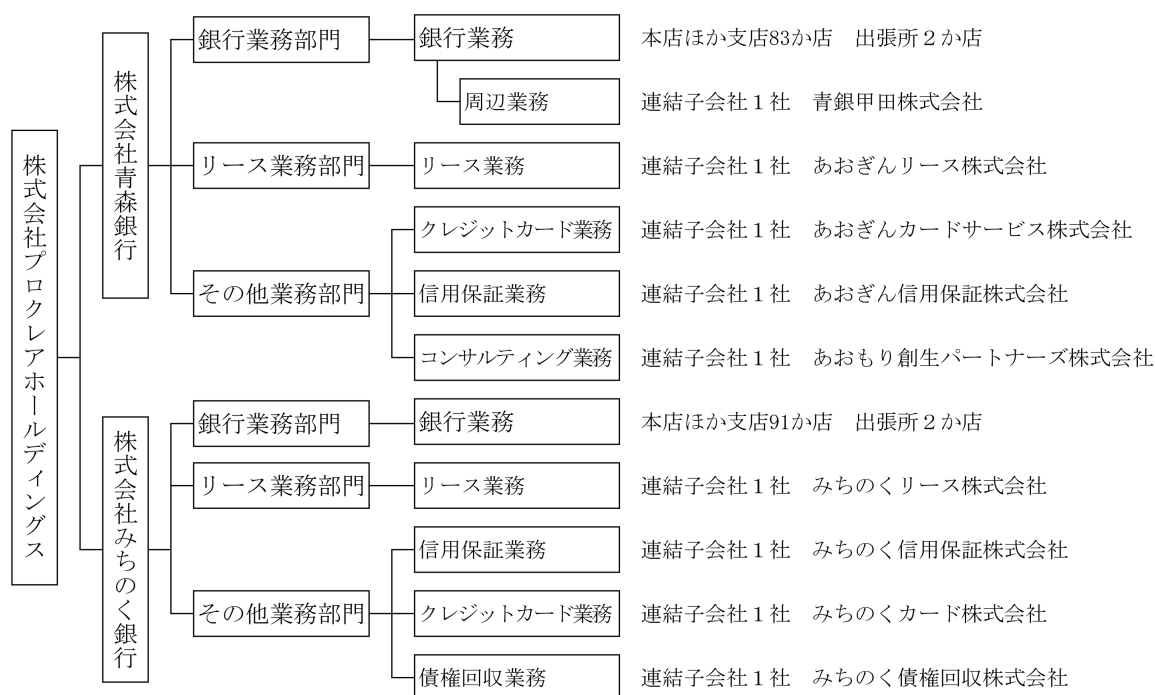 株式会社プロクレアホールディングス
株式会社青森銀行
銀行業務部門
銀行業務
本店ほか支店83か店　出張所２か店
周辺業務
連結子会社１社　青銀甲田株式会社
リース業務部門
リース業務
連結子会社１社　あおぎんリース株式会社
その他業務部門
クレジットカード業務
連結子会社１社　あおぎんカードサービス株式会社
信用保証業務
連結子会社１社　あおぎん信用保証株式会社
コンサルティング業務
連結子会社１社　あおもり創生パートナーズ株式会社
株式会社みちのく銀行
銀行業務部門
銀行業務
本店ほか支店91か店　出張所２か店
リース業務部門
リース業務
連結子会社１社　みちのくリース株式会社
その他業務部門
信用保証業務
連結子会社１社　みちのく信用保証株式会社
クレジットカード業務
連結子会社１社　みちのくカード株式会社
債権回収業務
連結子会社１社　みちのく債権回収株式会社